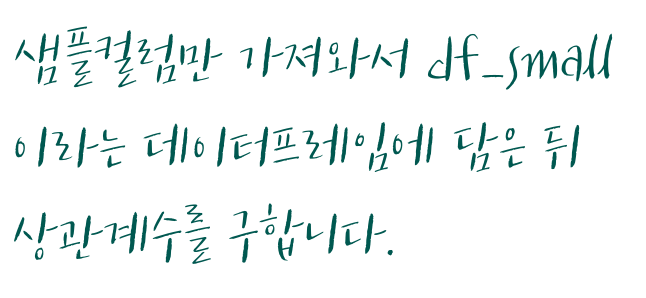 샘플컬럼만 가져와서 df_small
이라는 데이터프레임에 담은 뒤
상관계수를 구합니다.